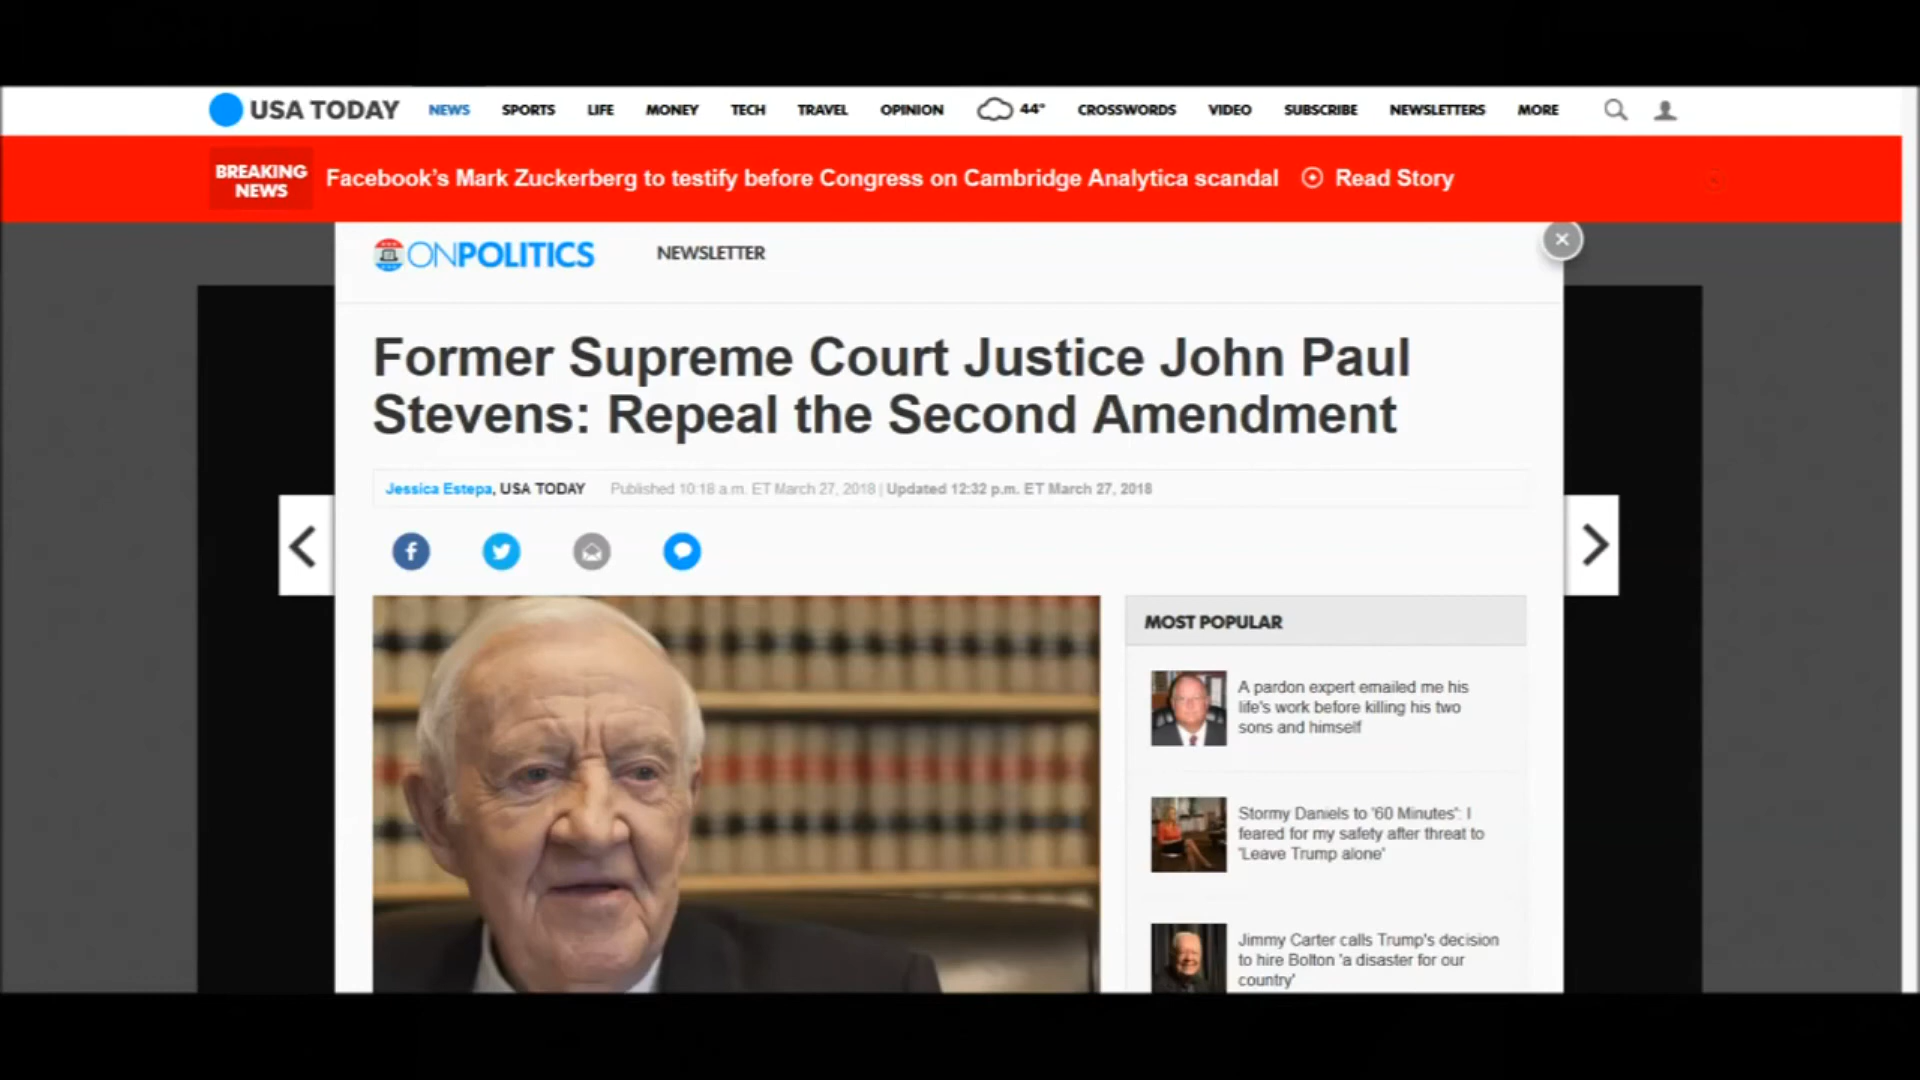 USA TODAY NEWS SPORTS LIFE MONEY TECH TRAVEL OPINION 44° CROSSWORDS VIDEO SUBSCRIBE NEWSLETTERS MORE
BREAKING
NEWS
Facebook's Mark Zuckerberg to testify before Congress on Cambridge Analytica scandal Read Story
ONPOLITICS NEWSLETTER
Former Supreme Court Justice John Paul
Stevens: Repeal the Second Amendment
Jessica Estepa, USA TODAY Published 10:18 a.m. ET March 27, 2018 | Updated 12:32 p.m. ET March 27, 2018
MOST POPULAR
A pardon expert emailed me his
life's work before killing his two
sons and himself
Stormy Daniels to '60 Minutes': I
feared for my safety after threat to
'Leave Trump alone'
Jimmy Carter calls Trump's decision
to hire Bolton 'a disaster for our
country'